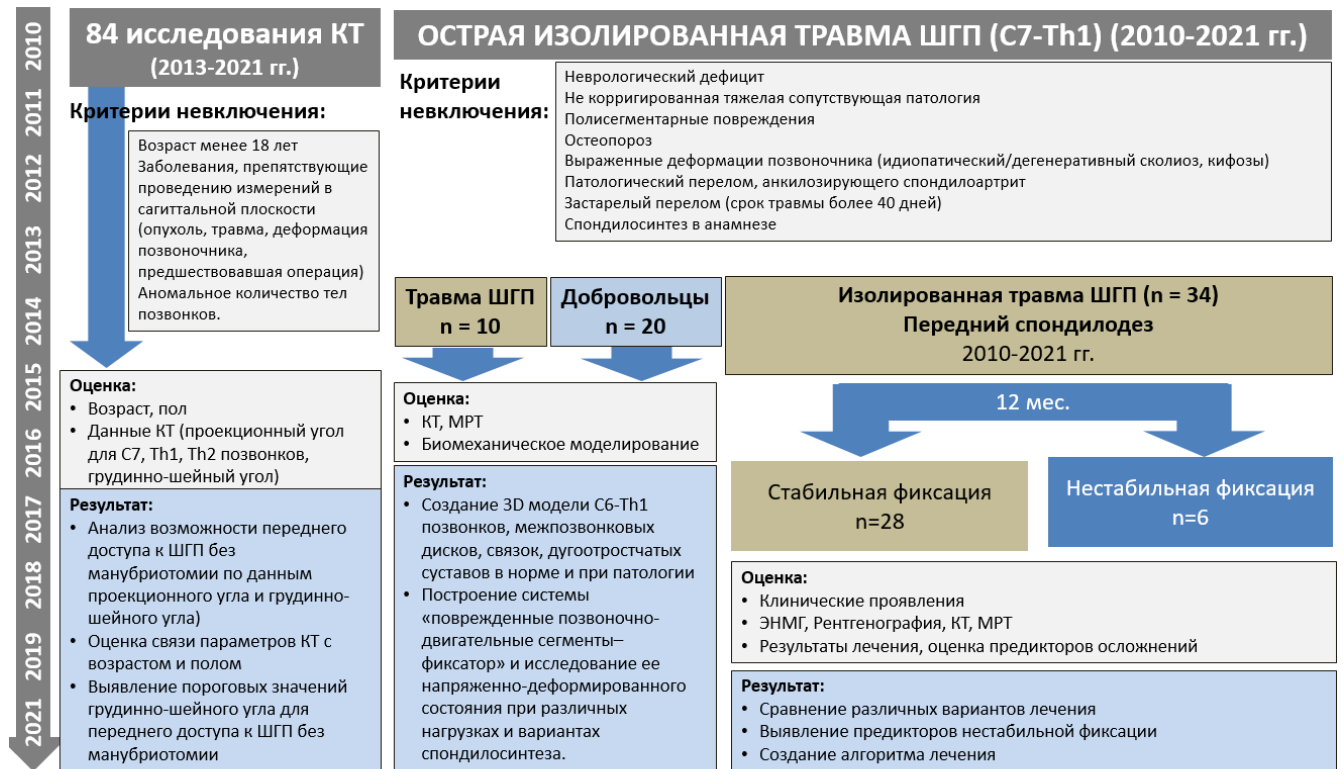 2010
2011
2012
2013
2014
2015
2016
2017
2018
2019
2021
84 исследования КТ
(2013-2021 гг.)
Критерии невключения:
Возраст менее 18 лет
Заболевания, препятствующие
проведению измерений в
сагиттальной плоскости
(опухоль, травма, деформация
позвоночника,
предшествовавшая операция)
Аномальное количество тел
позвонков.
Оценка:
• Возраст, пол
• Данные КТ (проекционный угол
для C7, Th1, Th2 позвонков,
грудинно-шейный угол)
Результат:
• Анализ возможности переднего
доступа к ШГП без
манубриотомии по данным
проекционного угла и грудинно-
шейного угла)
• Оценка связи параметров КТ с
возрастом и полом
• Выявление пороговых значений
грудинно-шейного угла для
переднего доступа к ШГП без
манубриотомии
ОСТРАЯ ИЗОЛИРОВАННАЯ ТРАВМА ШГП (C7-Th1) (2010-2021 гг.)
Критерии
невключения:
Неврологический дефицит
Не корригированная тяжелая сопутствующая патология
Полисегментарные повреждения
Остеопороз
Выраженные деформации позвоночника (идиопатический/дегенеративный сколиоз, кифозы)
Патологический перелом, анкилозирующего спондилоартрит
Застарелый перелом (срок травмы более 40 дней)
Спондилосинтез в анамнезе
Травма ШГП
n = 10
Добровольцы
n = 20
Оценка:
• КТ, МРТ
• Биомеханическое моделирование
Результат:
• Создание 3D модели C6-Th1
позвонков, межпозвонковых
дисков, связок, дугоотростчатых
суставов в норме и при патологии
• Построение системы
«поврежденные позвоночно-
двигательные сегменты–
фиксатор» и исследование ее
напряженно-деформированного
состояния при различных
нагрузках и вариантах
спондилосинтеза.
Изолированная травма ШГП (n = 34)
Передний спондилодез
2010-2021 гг.
12 мес.
Стабильная фиксация
n=28
Нестабильная фиксация
n=6
Оценка:
• Клинические проявления
• ЭНМГ, Рентгенография, КТ, МРТ
• Результаты лечения, оценка предикторов осложнений
Результат:
• Сравнение различных вариантов лечения
• Выявление предикторов нестабильной фиксации
• Создание алгоритма лечения